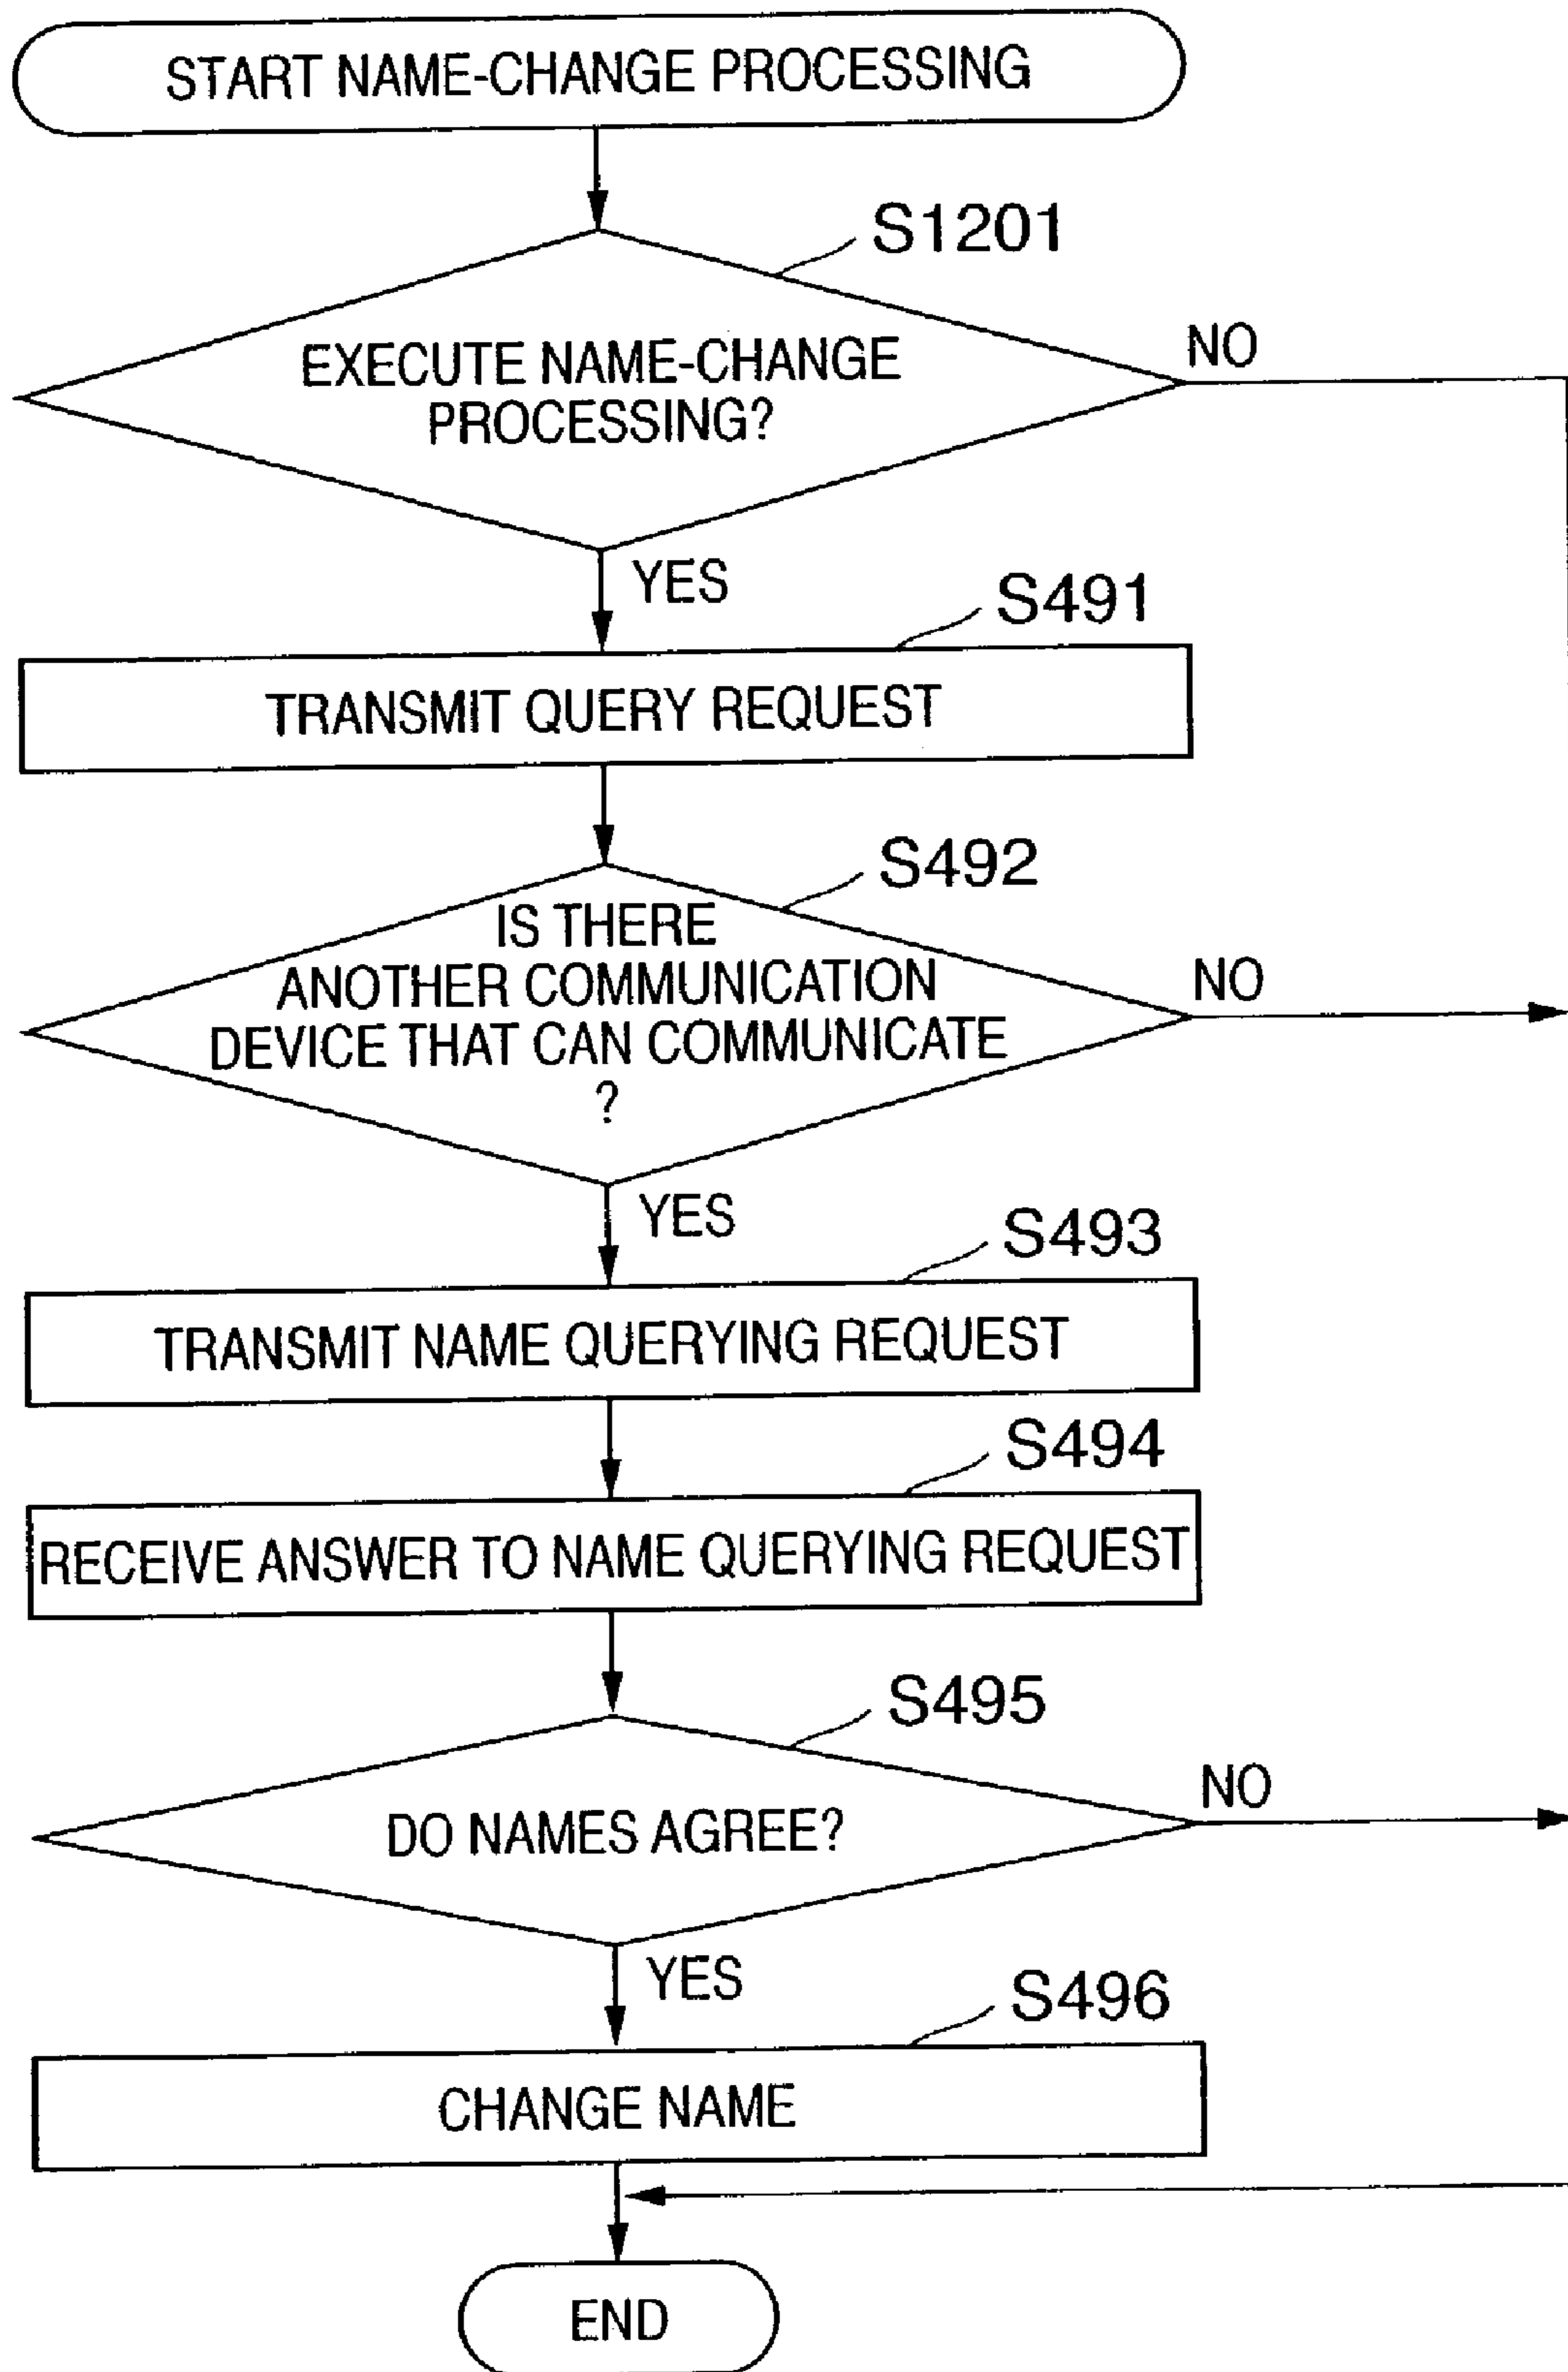 START NAME-CHANGE PROCESSING
S1201
EXECUTE NAME-CHANGE
PROCESSING?
NO
YES
S491
TRANSMIT QUERY REQUEST
S492
IS THERE
ANOTHER COMMUNICATION
DEVICE THAT CAN COMMUNICATE
?
NO
YES
S493
TRANSMIT NAME QUERYING REQUEST
S494
RECEIVE ANSWER TO NAME QUERYING REQUEST
S495
DO NAMES AGREE?
NO
YES
S496
CHANGE NAME
END